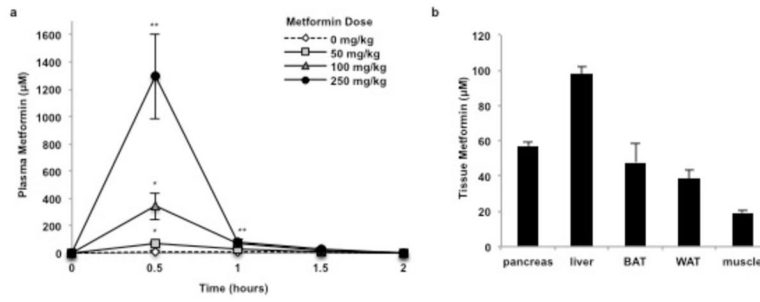 a
Plasma Metformin (µM)
1600
1400
1200
1000
800
600
400
200
0
**
*
*
**
0
0.5
1
1.5
2
Time (hours)
Metformin Dose
0 mg/kg
50 mg/kg
100 mg/kg
250 mg/kg
b
Tissue Metformin (µM)
120
100
80
60
40
20
0
pancreas
liver
BAT
WAT
muscle